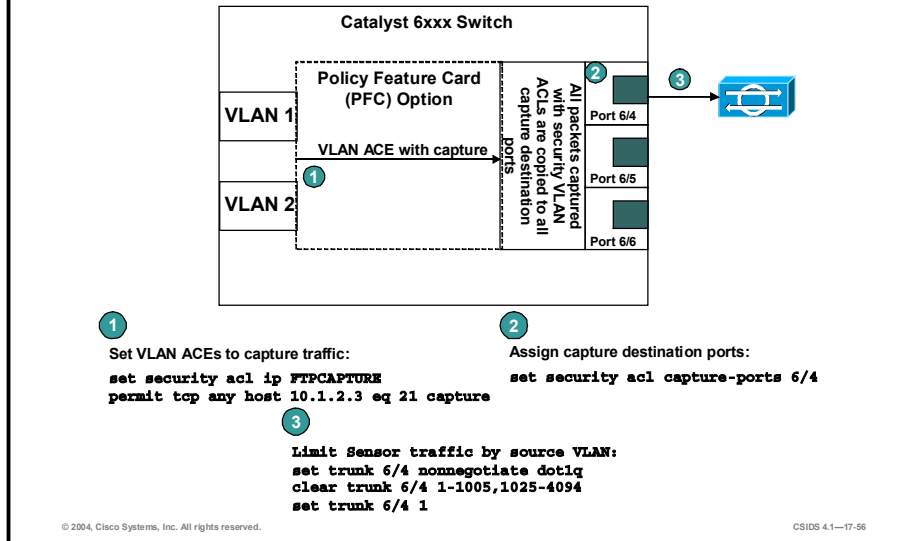 Catalyst 6xxx Switch
Policy Feature Card
(PFC) Option
VLAN 1
VLAN ACE with capture
1
VLAN 2
All packets captured
with security VLAN
ACLs are copied to all
capture destination
ports
2
Port 6/4
Port 6/5
Port 6/6
3
1
Set VLAN ACEs to capture traffic:
set security acl ip FTPCAPTURE
permit tcp any host 10.1.2.3 eq 21 capture
2
Assign capture destination ports:
set security acl capture-ports 6/4
3
Limit Sensor traffic by source VLAN:
set trunk 6/4 nonnegotiate dot1q
clear trunk 6/4 1-1005,1025-4094
set trunk 6/4 1
© 2004, Cisco Systems, Inc. All rights reserved.
CSIDS 4.1—17-56